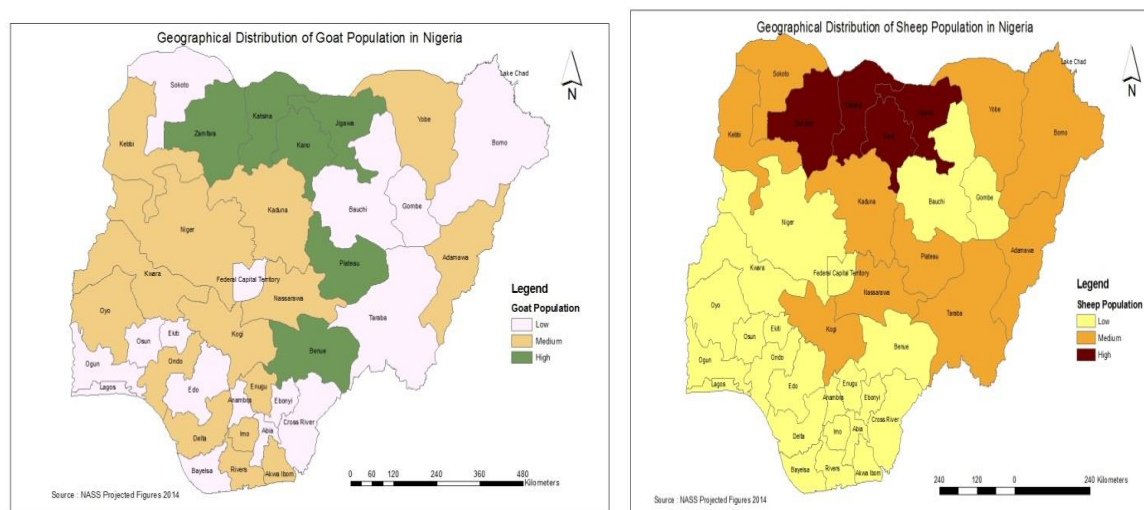 Geographical Distribution of Goat Population in Nigeria
N
Lake Chad
Sokoto
Katsina
Jigawa
Yobe
Borno
Zamfara
Kano
Kebbi
Kaduna
Bauchi
Gombe
Niger
Plateau
Adamawa
Kwara
Federal Capital Territory
Nassarawa
Taraba
Oyo
Kogi
Benue
Osun
Ekiti
Ondo
Ogun
Edo
Enugu
Anambra
Ebonyi
Lagos
Cross River
Delta
Imo
Abia
Bayelsa
Rivers
Akwa Ibom
Legend
Goat Population
Low
Medium
High
0 60 120 240 360 480
Kilometers
Source : NASS Projected Figures 2014
Geographical Distribution of Sheep Population in Nigeria
N
Lake Chad
Sokoto
Yobe
Borno
Kebbi
Kaduna
Bauchi
Gombe
Niger
Plateau
Adamawa
Kwara
Federal Capital Territory
Nassarawa
Taraba
Oyo
Kogi
Benue
Osun
Ekiti
Ondo
Ogun
Edo
Enugu
Anambra
Ebonyi
Lagos
Cross River
Delta
Imo
Abia
Bayelsa
Rivers
Akwa Ibom
Legend
Sheep Population
Low
Medium
High
240 120 0 240 Kilometers
Source : NASS Projected Figures 2014